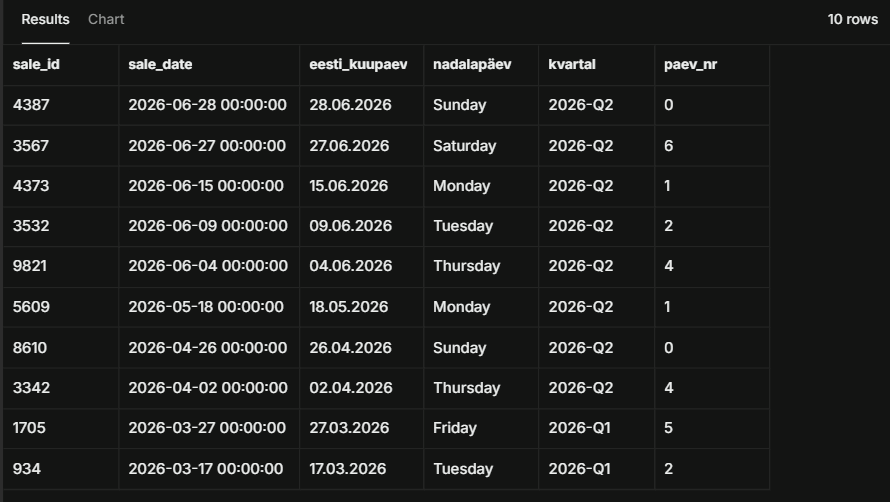 Results Chart 10 rows
sale_id sale_date eesti_kuupaev nadalapäev kvartal paev_nr
4387 2026-06-28 00:00:00 28.06.2026 Sunday 2026-Q2 0
3567 2026-06-27 00:00:00 27.06.2026 Saturday 2026-Q2 6
4373 2026-06-15 00:00:00 15.06.2026 Monday 2026-Q2 1
3532 2026-06-09 00:00:00 09.06.2026 Tuesday 2026-Q2 2
9821 2026-06-04 00:00:00 04.06.2026 Thursday 2026-Q2 4
5609 2026-05-18 00:00:00 18.05.2026 Monday 2026-Q2 1
8610 2026-04-26 00:00:00 26.04.2026 Sunday 2026-Q2 0
3342 2026-04-02 00:00:00 02.04.2026 Thursday 2026-Q2 4
1705 2026-03-27 00:00:00 27.03.2026 Friday 2026-Q1 5
934 2026-03-17 00:00:00 17.03.2026 Tuesday 2026-Q1 2